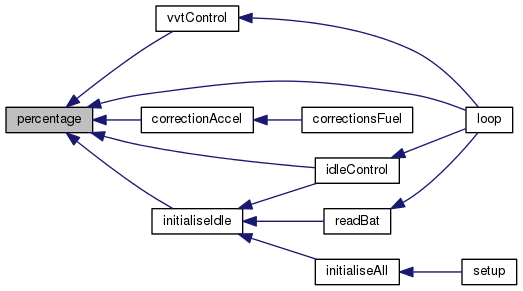 vvtControl
percentage
correctionAccel
correctionsFuel
loop
idleControl
initialiseIdle
readBat
initialiseAll
setup